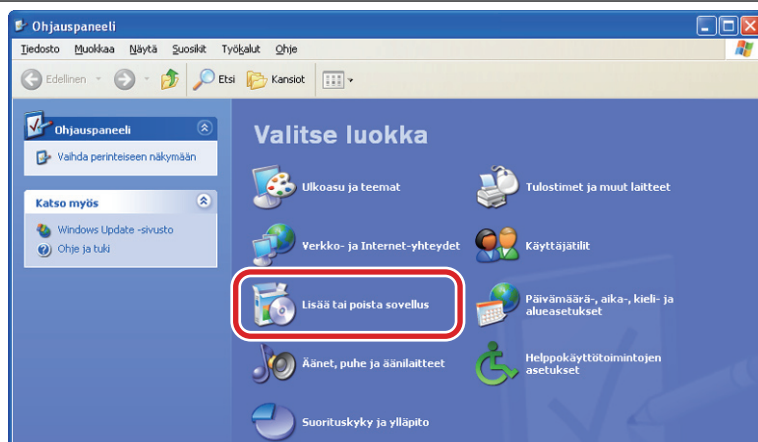 Ohjauspaneeli
Tiedosto Muokkaa Näytä Suosikit Työkalut Ohje
Edellinen Etsi Kansiot
Ohjauspaneeli
Vaihda perinteiseen näkymään
Katso myös
Windows Update -sivusto
Ohje ja tuki
Valitse luokka
Ulkoasu ja teemat
Tulostimet ja muut laitteet
Verkko- ja Internet-yhteydet
Käyttäjätilit
Lisää tai poista sovellus
Päivämäärä-, aika-, kieli- ja
alueasetukset
Äänet, puhe ja äänilaitteet
Helppokäyttötoimintojen
asetukset
Suorituskyky ja ylläpito